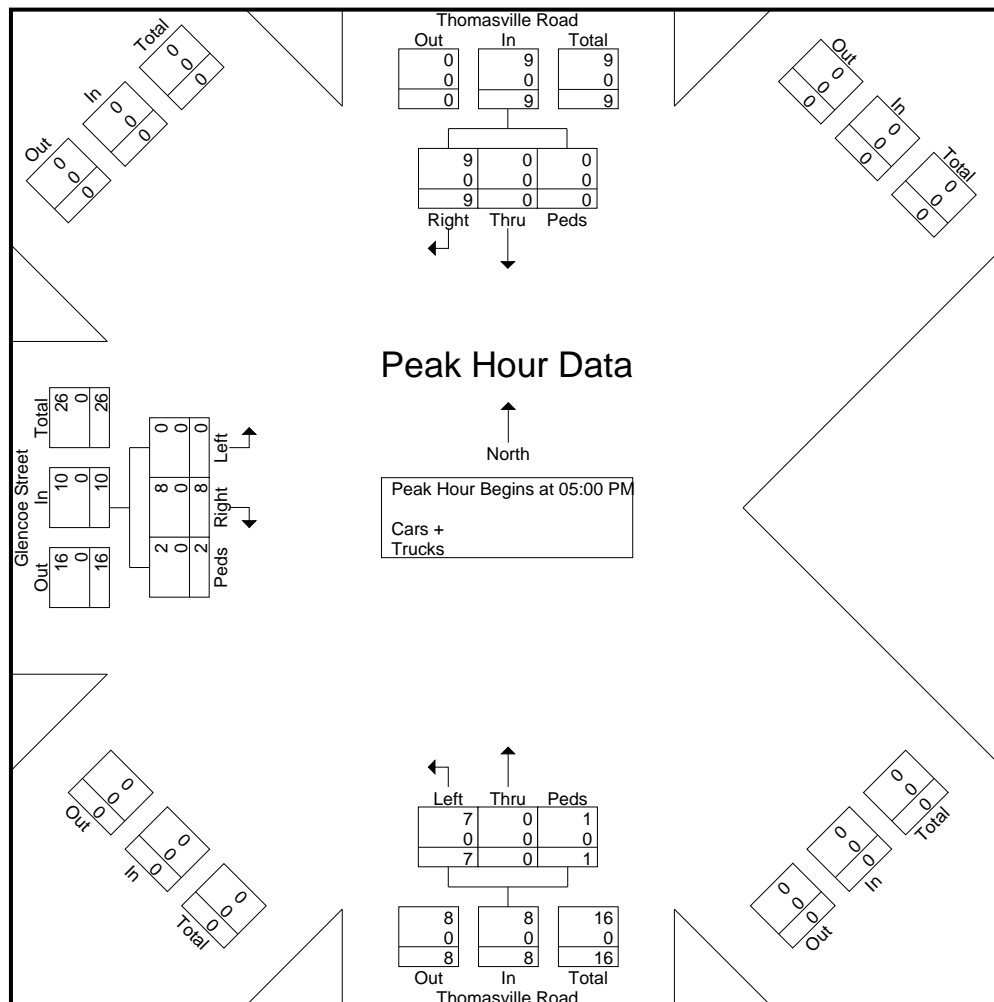 Thomasville Road
Out In Total
0 9 9
0 0 0
0 9 9
9 0 0
0 0 0
9 0 0
Right Thru Peds
Total
0
0
0
In
0
0
0
Out
0
0
0
Out
0
0
0
In
0
0
0
Total
0
0
0
Peak Hour Data
North
Peak Hour Begins at 05:00 PM
Cars +
Trucks
Glencoe Street
Out In Total
16 10 26
0 0 0
16 10 26
2 8 0
0 0 0
2 8 0
Peds Right Left
Left Thru Peds
7 0 1
0 0 0
7 0 1
8 8 16
0 0 0
8 8 16
Out In Total
Thomasville Road
0
0
0
Out
0
0
0
In
0
0
0
Total
0
0
0
Total
0
0
0
In
0
0
0
Out